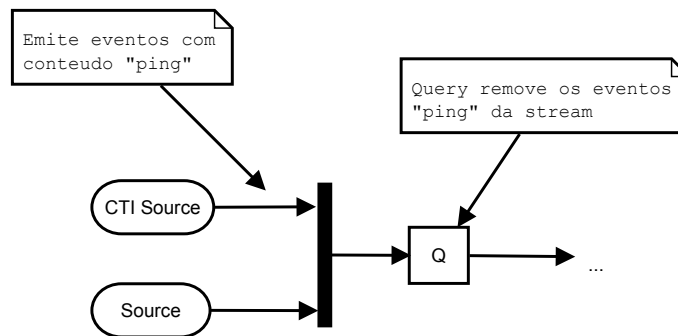 Emite eventos com
conteudo "ping"
Query remove os eventos
"ping" da stream
CTI Source
Q
...
Source